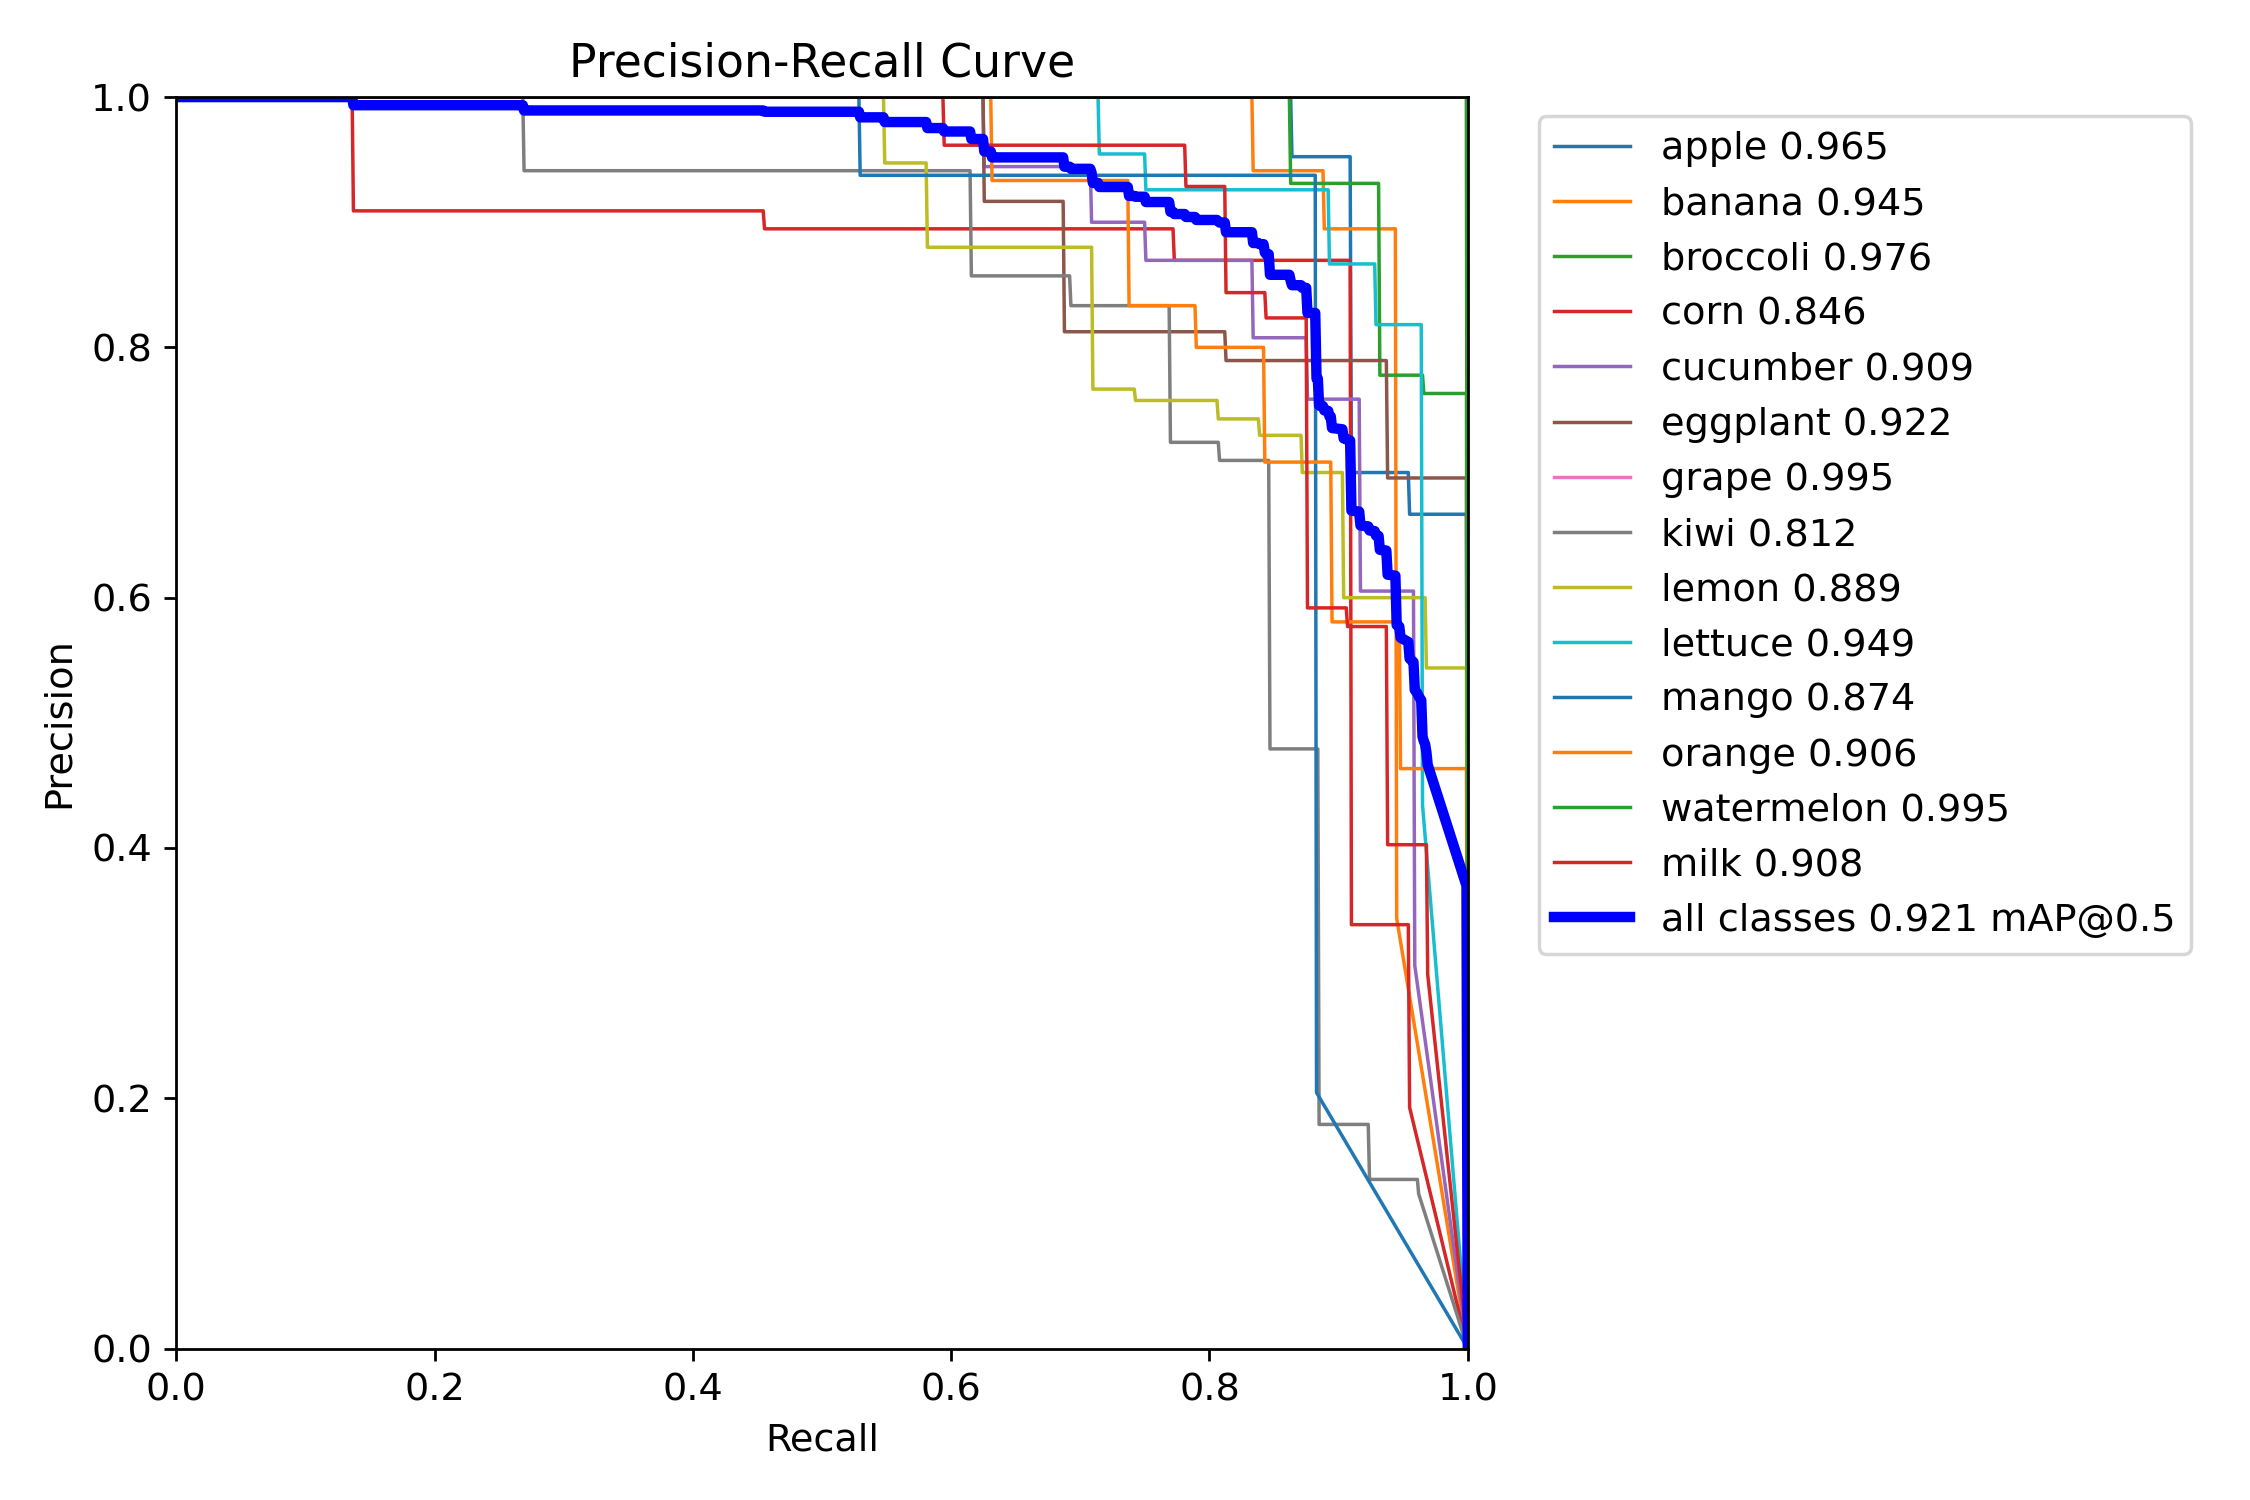 Precision-Recall Curve
1.0
0.8
0.6
0.4
0.2
0.0
Precision
0.0 0.2 0.4 0.6 0.8 1.0
Recall
apple 0.965
banana 0.945
broccoli 0.976
corn 0.846
cucumber 0.909
eggplant 0.922
grape 0.995
kiwi 0.812
lemon 0.889
lettuce 0.949
mango 0.874
orange 0.906
watermelon 0.995
milk 0.908
all classes 0.921 mAP@0.5